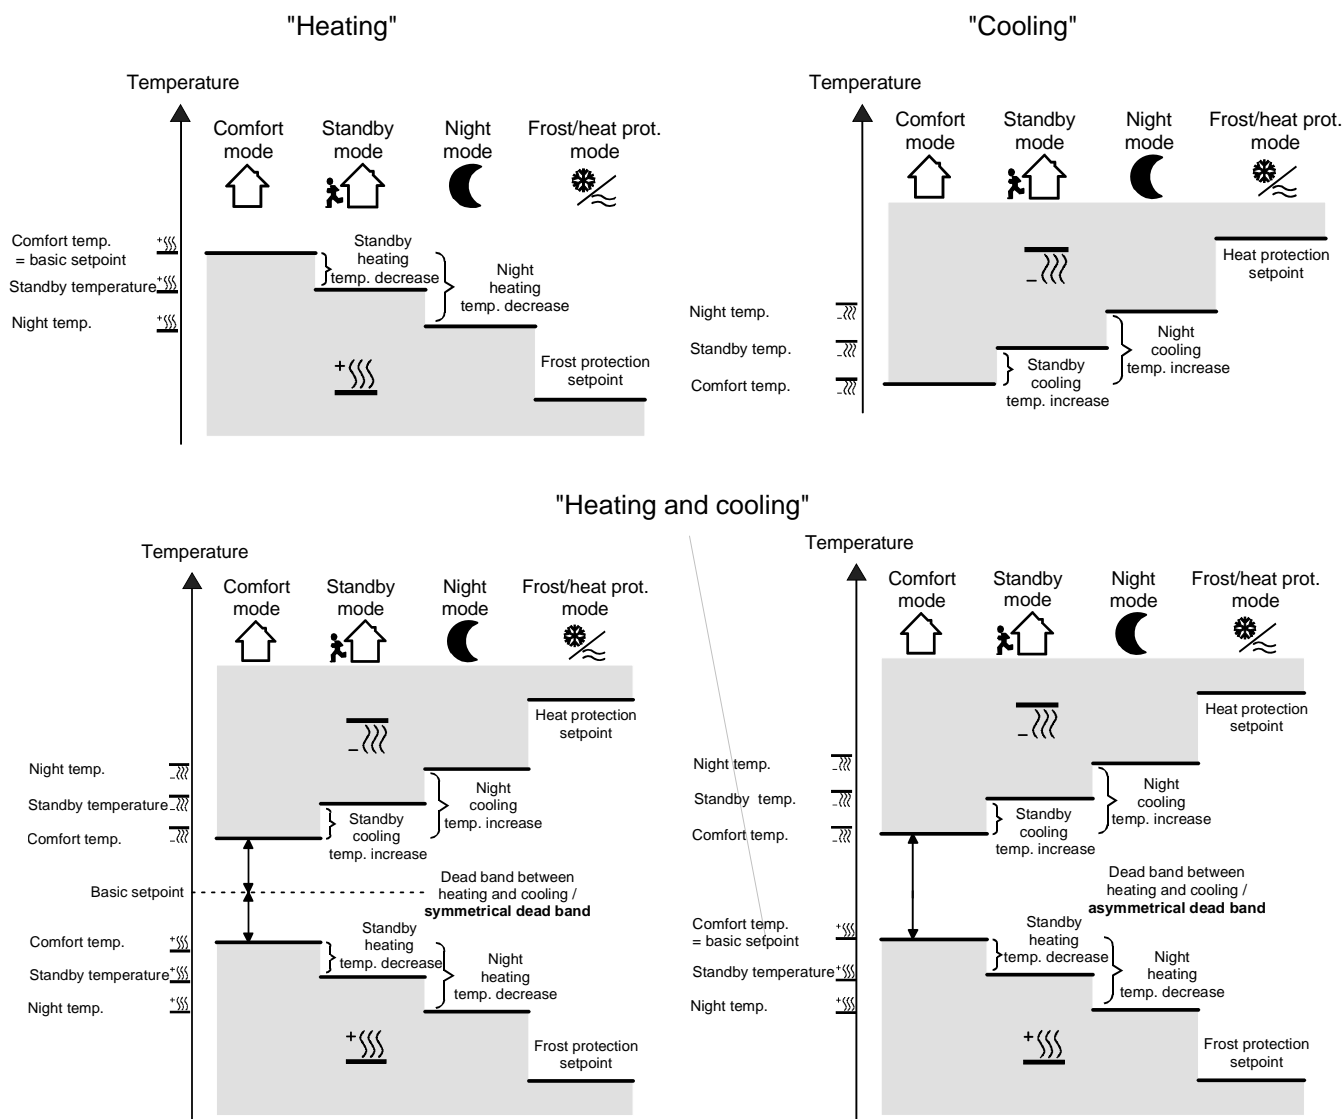 "Heating"
Temperature
Comfort
mode
Standby
mode
Night
mode
Frost/heat prot.
mode
Comfort temp.
= basic setpoint
Standby temperature
Night temp.
Standby
heating
temp. decrease
Night
heating
temp. decrease
Frost protection
setpoint
"Cooling"
Temperature
Comfort
mode
Standby
mode
Night
mode
Frost/heat prot.
mode
Heat protection
setpoint
Night temp.
Standby temp.
Comfort temp.
Night
cooling
temp. increase
Standby
cooling
temp. increase
"Heating and cooling"
Temperature
Comfort
mode
Standby
mode
Night
mode
Frost/heat prot.
mode
Heat protection
setpoint
Night temp.
Standby temperature
Comfort temp.
Night
cooling
temp. increase
Standby
cooling
temp. increase
Basic setpoint
Dead band between
heating and cooling /
symmetrical dead band
Comfort temp.
Standby temperature
Night temp.
Standby
heating
temp. decrease
Night
heating
temp. decrease
Frost protection
setpoint
Temperature
Comfort
mode
Standby
mode
Night
mode
Frost/heat prot.
mode
Heat protection
setpoint
Night temp.
Standby temp.
Comfort temp.
Night
cooling
temp. increase
Standby
cooling
temp. increase
Dead band between
heating and cooling /
asymmetrical dead band
Comfort temp.
= basic setpoint
Standby temperature
Night temp.
Standby
heating
temp. decrease
Night
heating
temp. decrease
Frost protection
setpoint